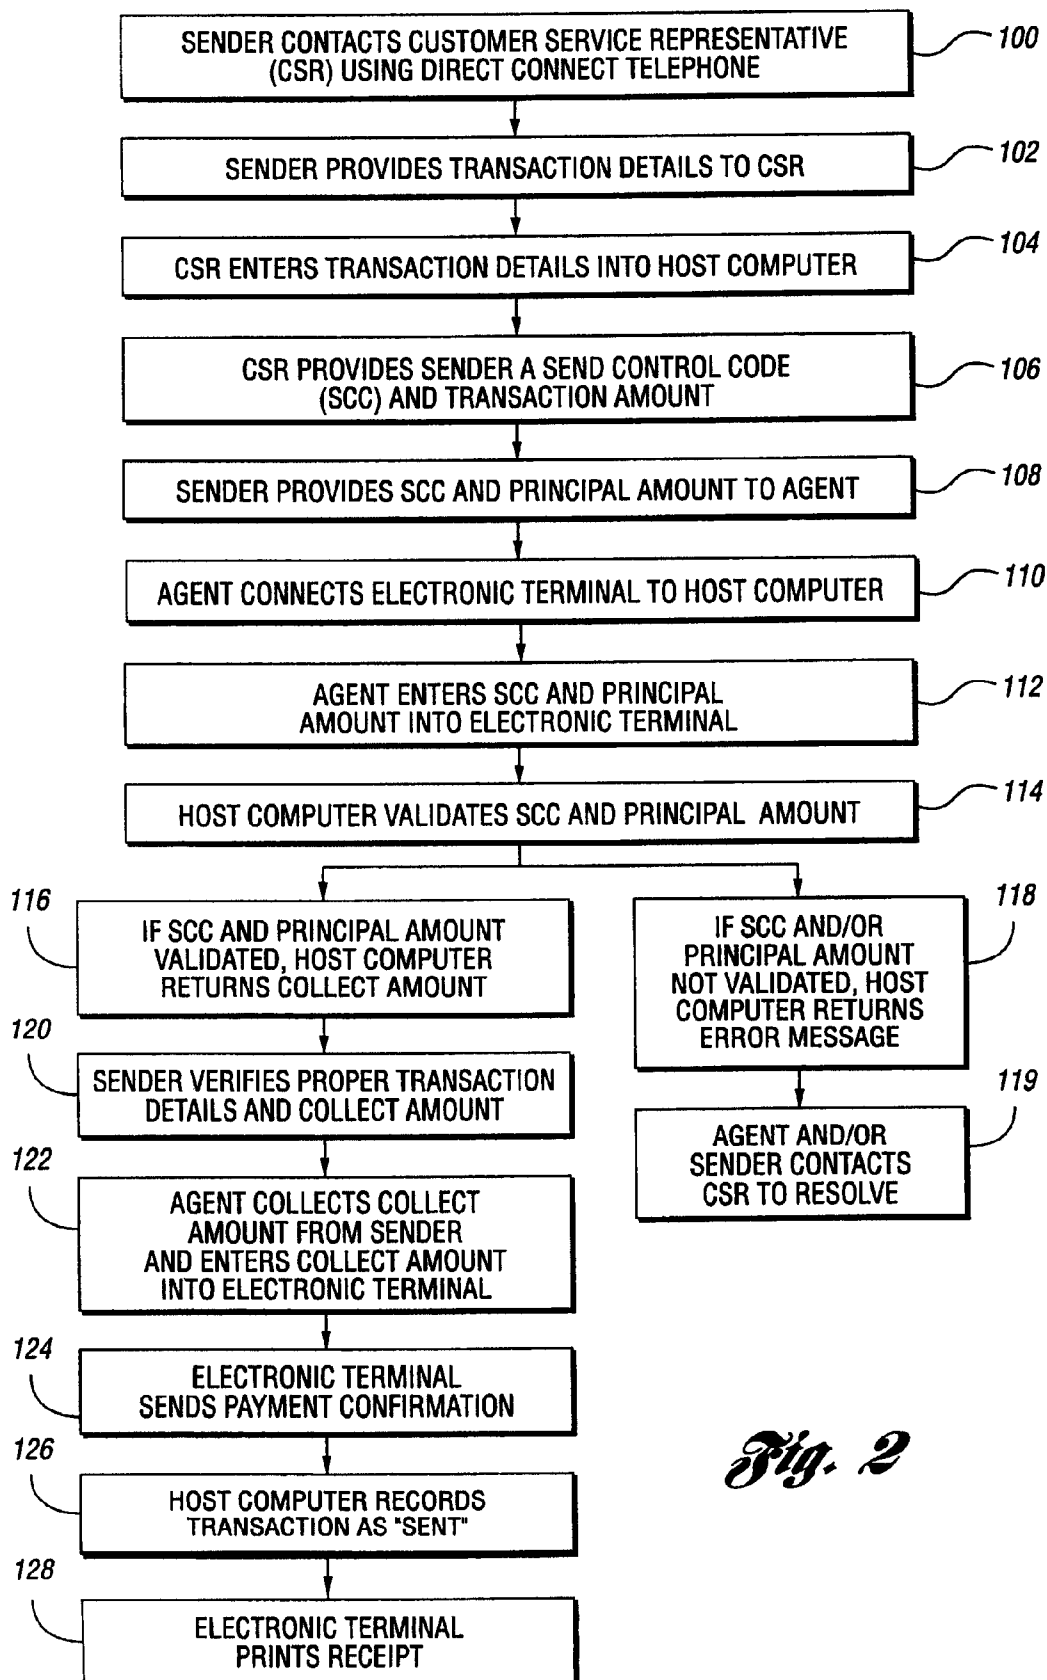 SENDER CONTACTS CUSTOMER SERVICE REPRESENTATIVE
(CSR) USING DIRECT CONNECT TELEPHONE
100
SENDER PROVIDES TRANSACTION DETAILS TO CSR
102
CSR ENTERS TRANSACTION DETAILS INTO HOST COMPUTER
104
CSR PROVIDES SENDER A SEND CONTROL CODE
(SCC) AND TRANSACTION AMOUNT
106
SENDER PROVIDES SCC AND PRINCIPAL AMOUNT TO AGENT
108
AGENT CONNECTS ELECTRONIC TERMINAL TO HOST COMPUTER
110
AGENT ENTERS SCC AND PRINCIPAL
AMOUNT INTO ELECTRONIC TERMINAL
112
HOST COMPUTER VALIDATES SCC AND PRINCIPAL AMOUNT
114
116
IF SCC AND PRINCIPAL AMOUNT
VALIDATED, HOST COMPUTER
RETURNS COLLECT AMOUNT
118
IF SCC AND/OR
PRINCIPAL AMOUNT
NOT VALIDATED, HOST
COMPUTER RETURNS
ERROR MESSAGE
120
SENDER VERIFIES PROPER TRANSACTION
DETAILS AND COLLECT AMOUNT
119
AGENT AND/OR
SENDER CONTACTS
CSR TO RESOLVE
122
AGENT COLLECTS COLLECT
AMOUNT FROM SENDER
AND ENTERS COLLECT AMOUNT
INTO ELECTRONIC TERMINAL
124
ELECTRONIC TERMINAL
SENDS PAYMENT CONFIRMATION
126
HOST COMPUTER RECORDS
TRANSACTION AS "SENT"
128
ELECTRONIC TERMINAL
PRINTS RECEIPT
Fig. 2